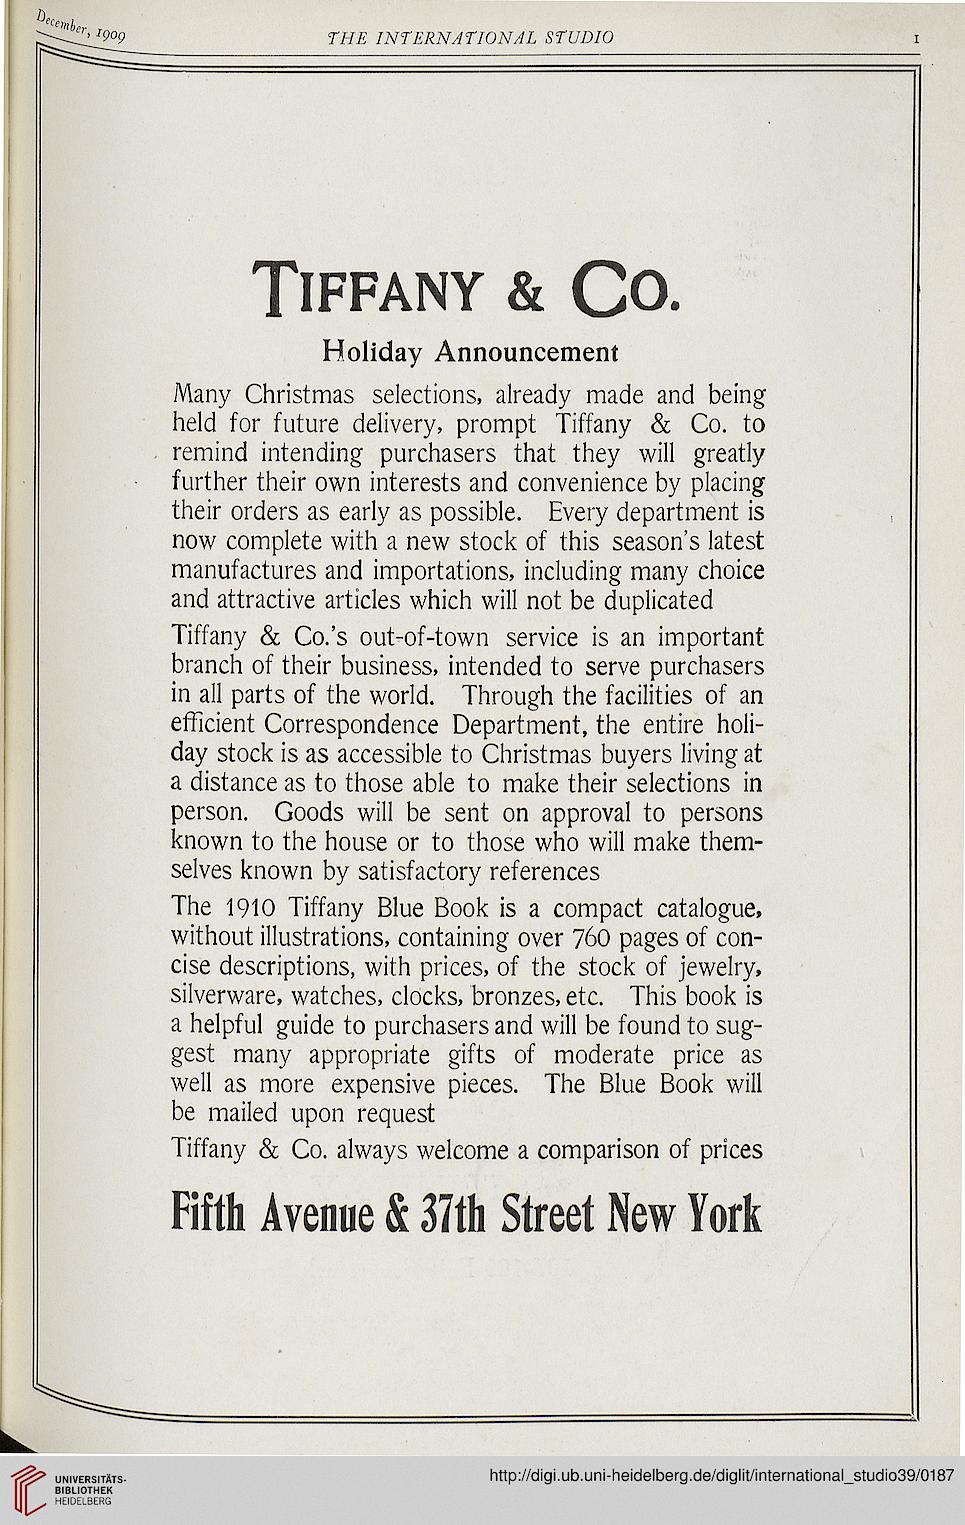 December, 1909
THE INTERNATIONAL STUDIO
I
TIFFANY & CO.
Holiday Announcement
Many Christmas selections, already made and being
held for future delivery, prompt Tiffany & Co. to
remind intending purchasers that they will greatly
further their own interests and convenience by placing
their orders as early as possible. Every department is
now complete with a new stock of this season's latest
manufactures and importations, including many choice
and attractive articles which will not be duplicated
Tiffany & Co.'s out-of-town service is an important
branch of their business, intended to serve purchasers
in all parts of the world. Through the facilities of an
efficient Correspondence Department, the entire holi-
day stock is as accessible to Christmas buyers living at
a distance as to those able to make their selections in
person. Goods will be sent on approval to persons
known to the house or to those who will make them-
selves known by satisfactory references
The 1910 Tiffany Blue Book is a compact catalogue,
without illustrations, containing over 760 pages of con-
cise descriptions, with prices, of the stock of jewelry,
silverware, watches, clocks, bronzes, etc. This book is
a helpful guide to purchasers and will be found to sug-
gest many appropriate gifts of moderate price as
well as more expensive pieces. The Blue Book will
be mailed upon request
Tiffany & Co. always welcome a comparison of prices
Fifth Avenue & 37th Street New York
UNIVERSITÄTS-
BIBLIOTHEK
HEIDELBERG
http://digi.ub.uni-heidelberg.de/diglit/international_studio39/0187